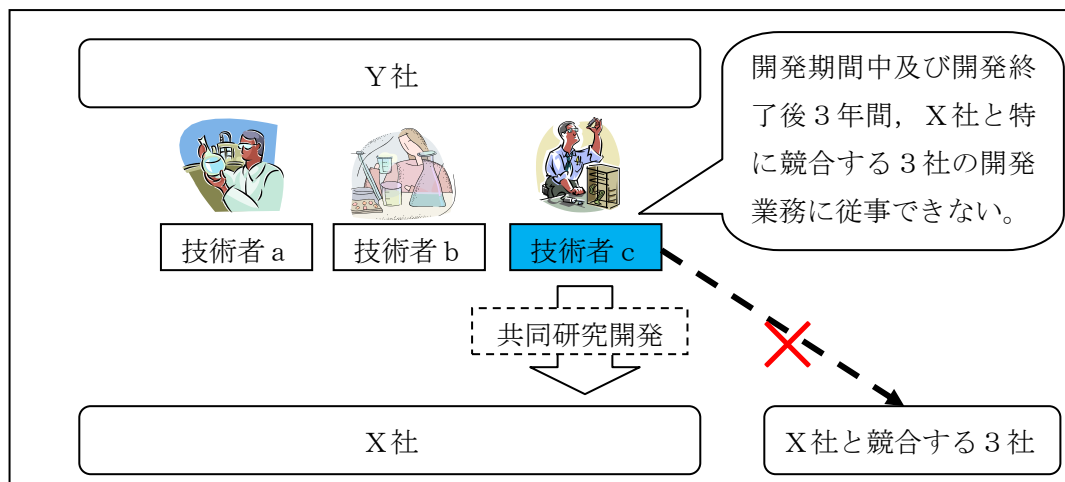 Ｙ社
開発期間中及び開発終
了後３年間，Ｘ社と特
に競合する３社の開発
業務に従事できない。
技術者ａ
技術者ｂ
技術者ｃ
共同研究開発
Ｘ社
Ｘ社と競合する３社